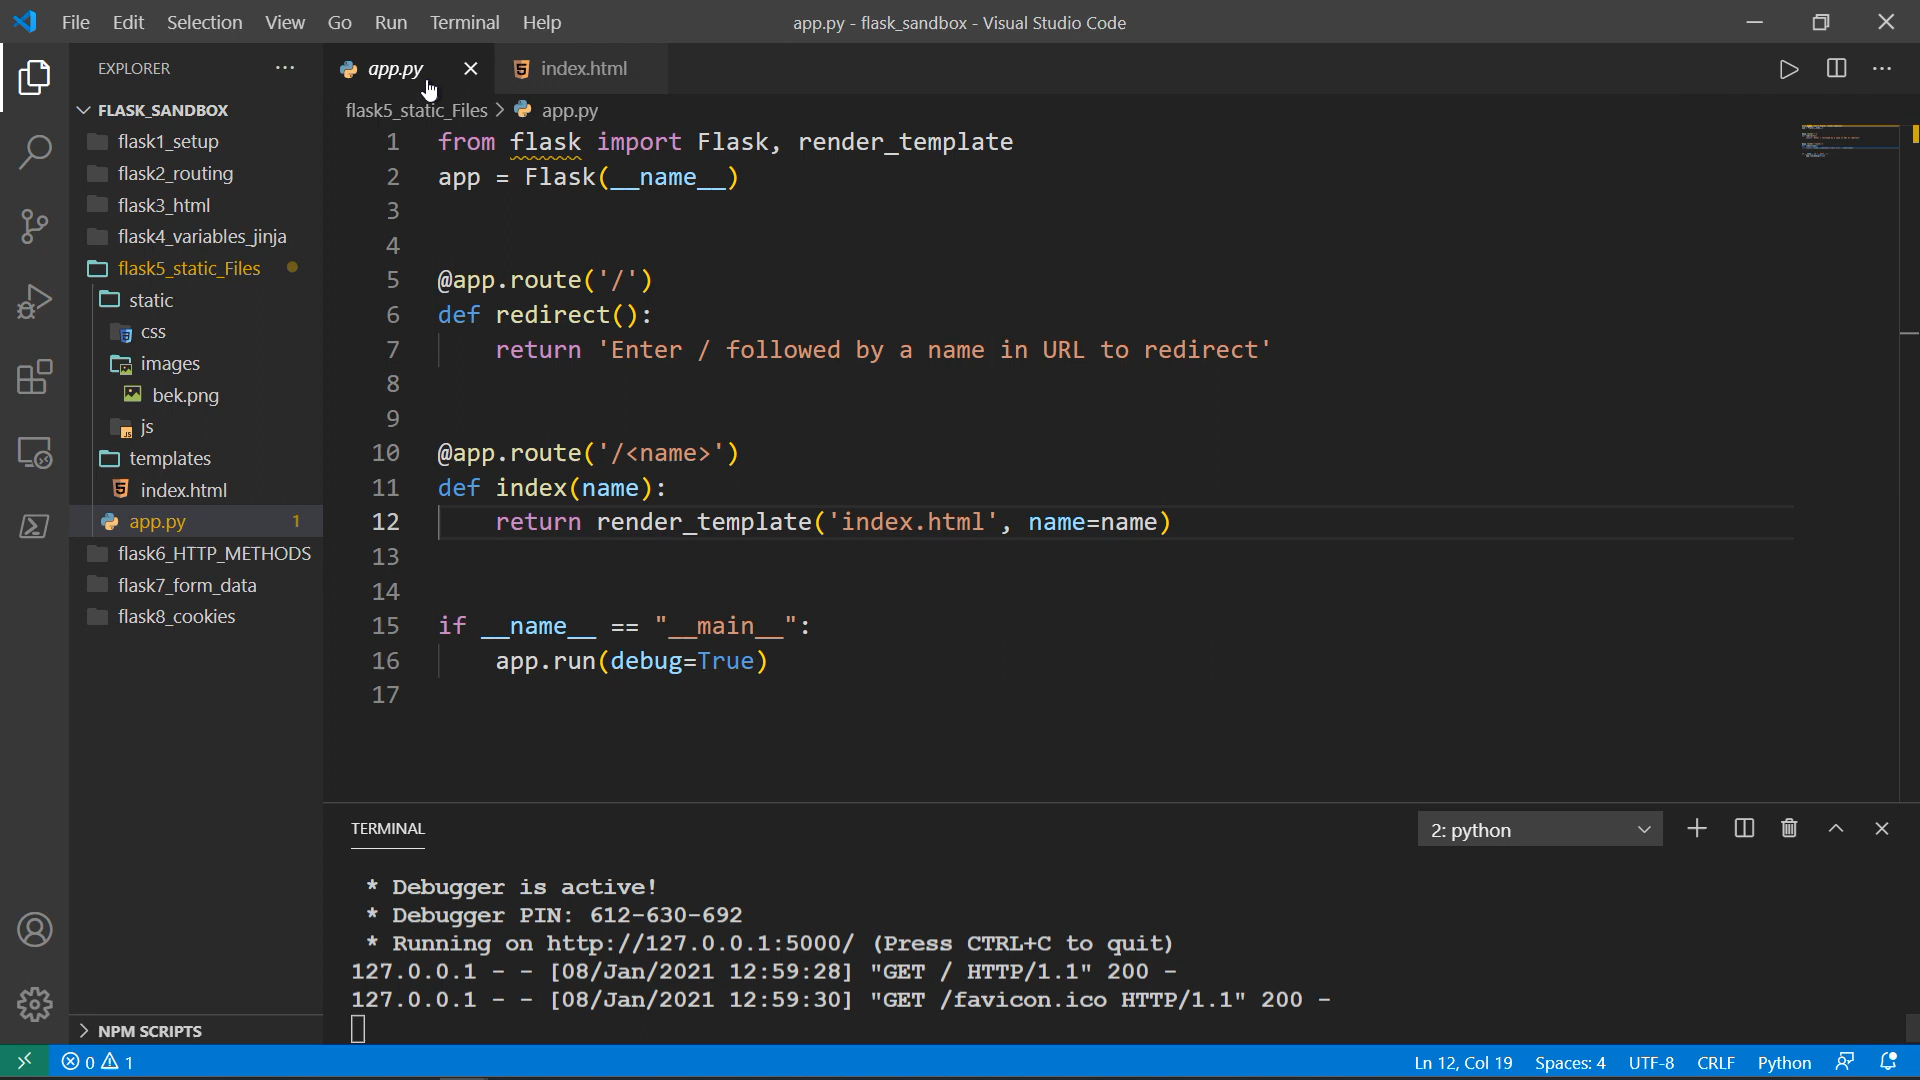 File Edit Selection View Go Run Terminal Help app.py - flask_sandbox - Visual Studio Code
EXPLORER ···
FLASK_SANDBOX
flask1_setup
flask2_routing
flask3_html
flask4_variables_jinja
flask5_static_Files
static
css
images
bek.png
js
templates
index.html
app.py 1
flask6_HTTP_METHODS
flask7_form_data
flask8_cookies
NPM SCRIPTS
app.py index.html
flask5_static_Files > app.py
1 from flask import Flask, render_template
2 app = Flask(__name__)
3
4
5 @app.route('/')
6 def redirect():
7 return 'Enter / followed by a name in URL to redirect'
8
9
10 @app.route('/<name>')
11 def index(name):
12 return render_template('index.html', name=name)
13
14
15 if __name__ == "__main__":
16 app.run(debug=True)
17
TERMINAL 2: python
* Debugger is active!
* Debugger PIN: 612-630-692
* Running on http://127.0.0.1:5000/ (Press CTRL+C to quit)
127.0.0.1 - - [08/Jan/2021 12:59:28] "GET / HTTP/1.1" 200 -
127.0.0.1 - - [08/Jan/2021 12:59:30] "GET /favicon.ico HTTP/1.1" 200 -
0 1 Ln 12, Col 19 Spaces: 4 UTF-8 CRLF Python